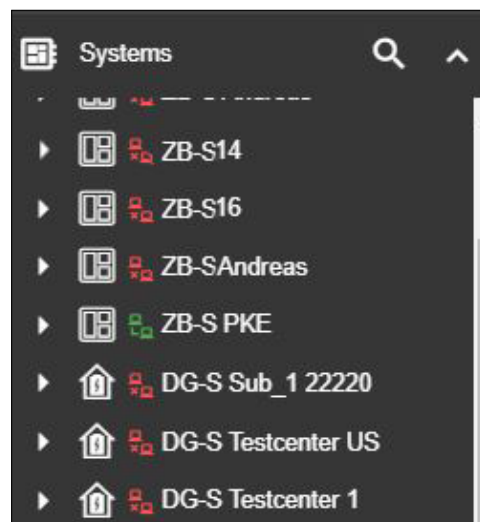 Systems
ZB-S14
ZB-S16
ZB-SAndreas
ZB-S PKE
DG-S Sub_1 22220
DG-S Testcenter US
DG-S Testcenter 1